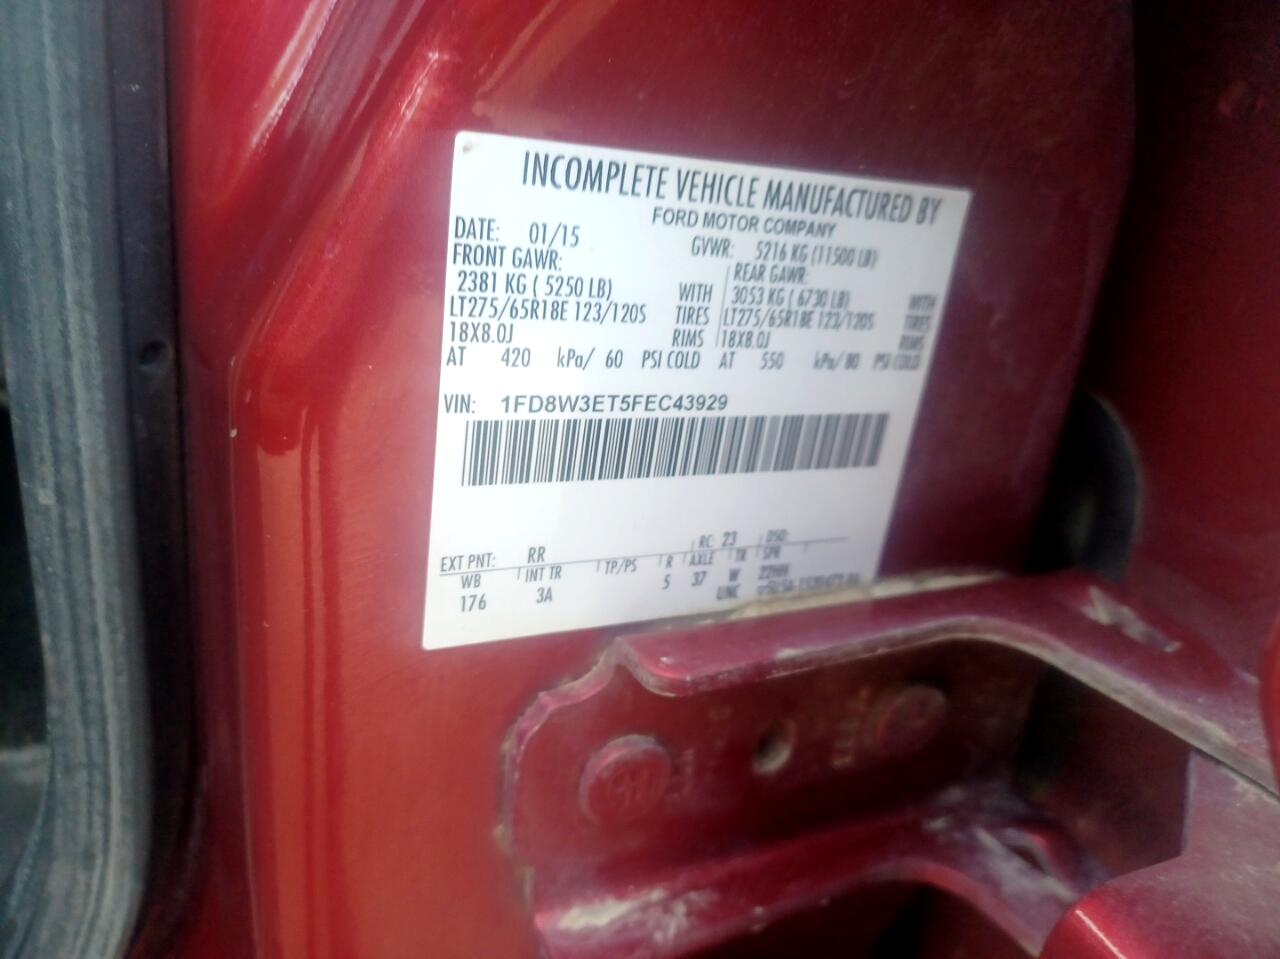 INCOMPLETE VEHICLE MANUFACTURED BY
FORD MOTOR COMPANY
DATE: 01/15 GVWR: 5216 KG (11500 LB)
FRONT GAWR: REAR GAWR:
2381 KG ( 5250 LB) WITH 3053 KG ( 6730 LB) WITH
LT275/65R18E 123/120S TIRES LT275/65R18E 123/120S TIRES
18X8.0J RIMS 18X8.0J RIMS
AT 420 kPa/ 60 PSI COLD AT 550 kPa/ 80 PSI COLD
VIN: 1FD8W3ET5FEC43929
EXT PNT: RR RC: 23 DSO:
WB INT TR TP/PS R AXLE TR SPR
176 3A 5 37 W 22HH
UNC